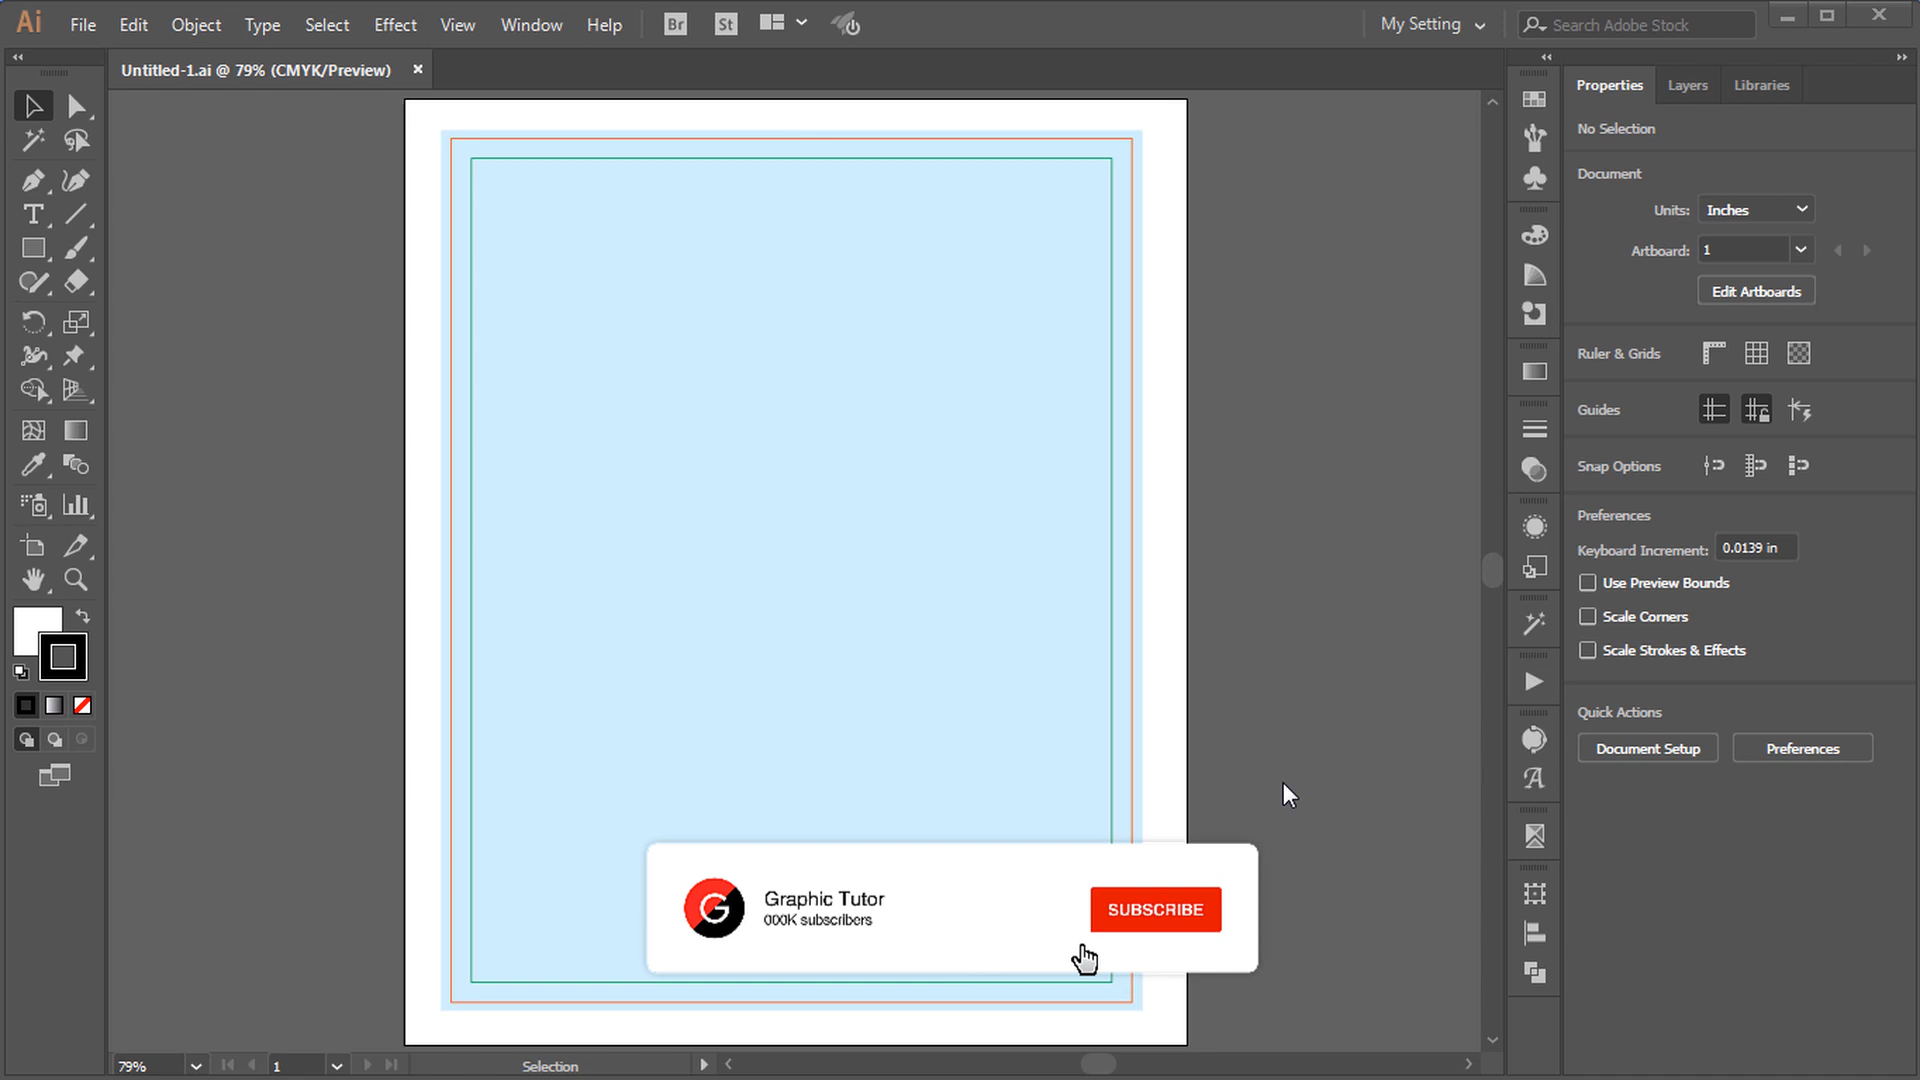 Ai File Edit Object Type Select Effect View Window Help Br St My Setting Search Adobe Stock
Untitled-1.ai @ 79% (CMYK/Preview)
Properties Layers Libraries
No Selection
Document
Units: Inches
Artboard: 1
Edit Artboards
Ruler & Grids
Guides
Snap Options
Preferences
Keyboard Increment: 0.0139 in
Use Preview Bounds
Scale Corners
Scale Strokes & Effects
Quick Actions
Document Setup Preferences
Graphic Tutor
000K subscribers
SUBSCRIBE
79% 1 Selection